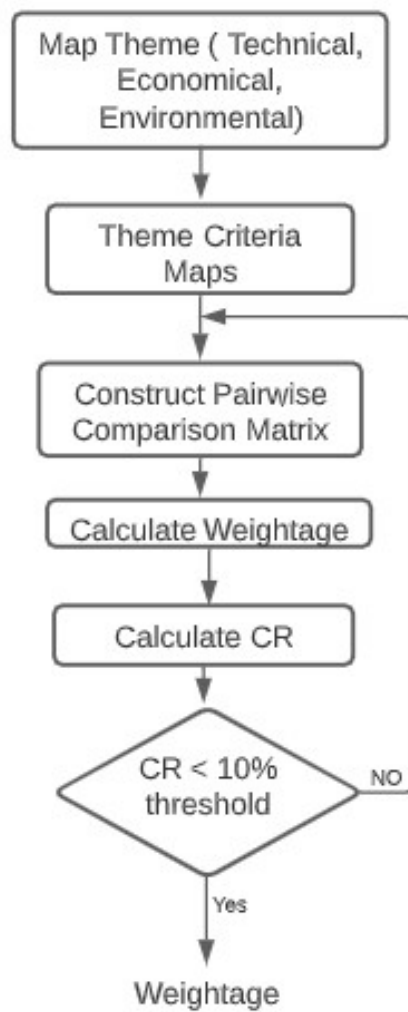 Map Theme ( Technical,
Economical,
Environmental)
Theme Criteria
Maps
Construct Pairwise
Comparison Matrix
Calculate Weightage
Calculate CR
CR < 10%
threshold
NO
Yes
Weightage